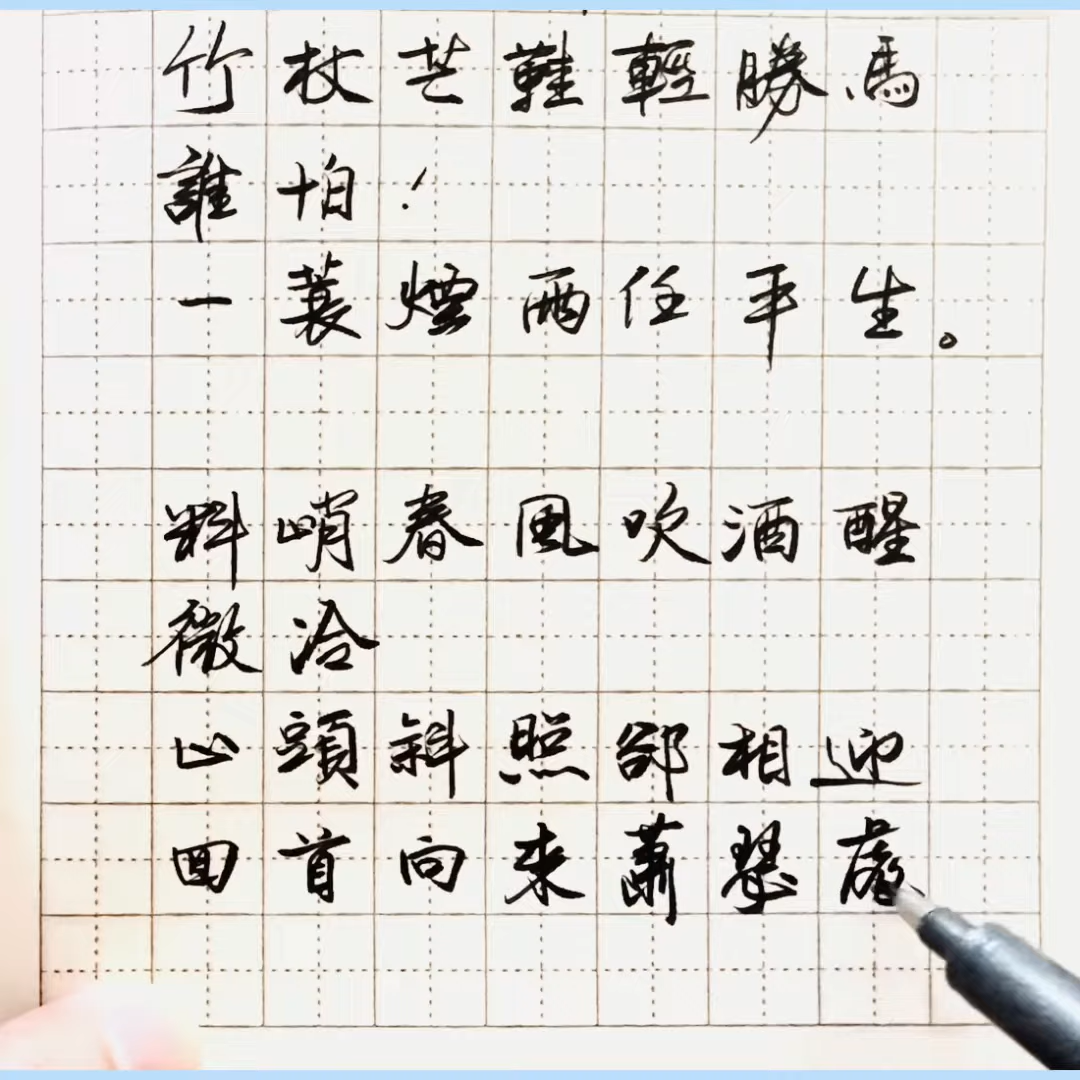 竹杖芒鞋輕勝馬
誰怕!
一蓑煙雨任平生。
料峭春風吹酒醒
微冷
山頭斜照卻相迎
回首向來蕭瑟處